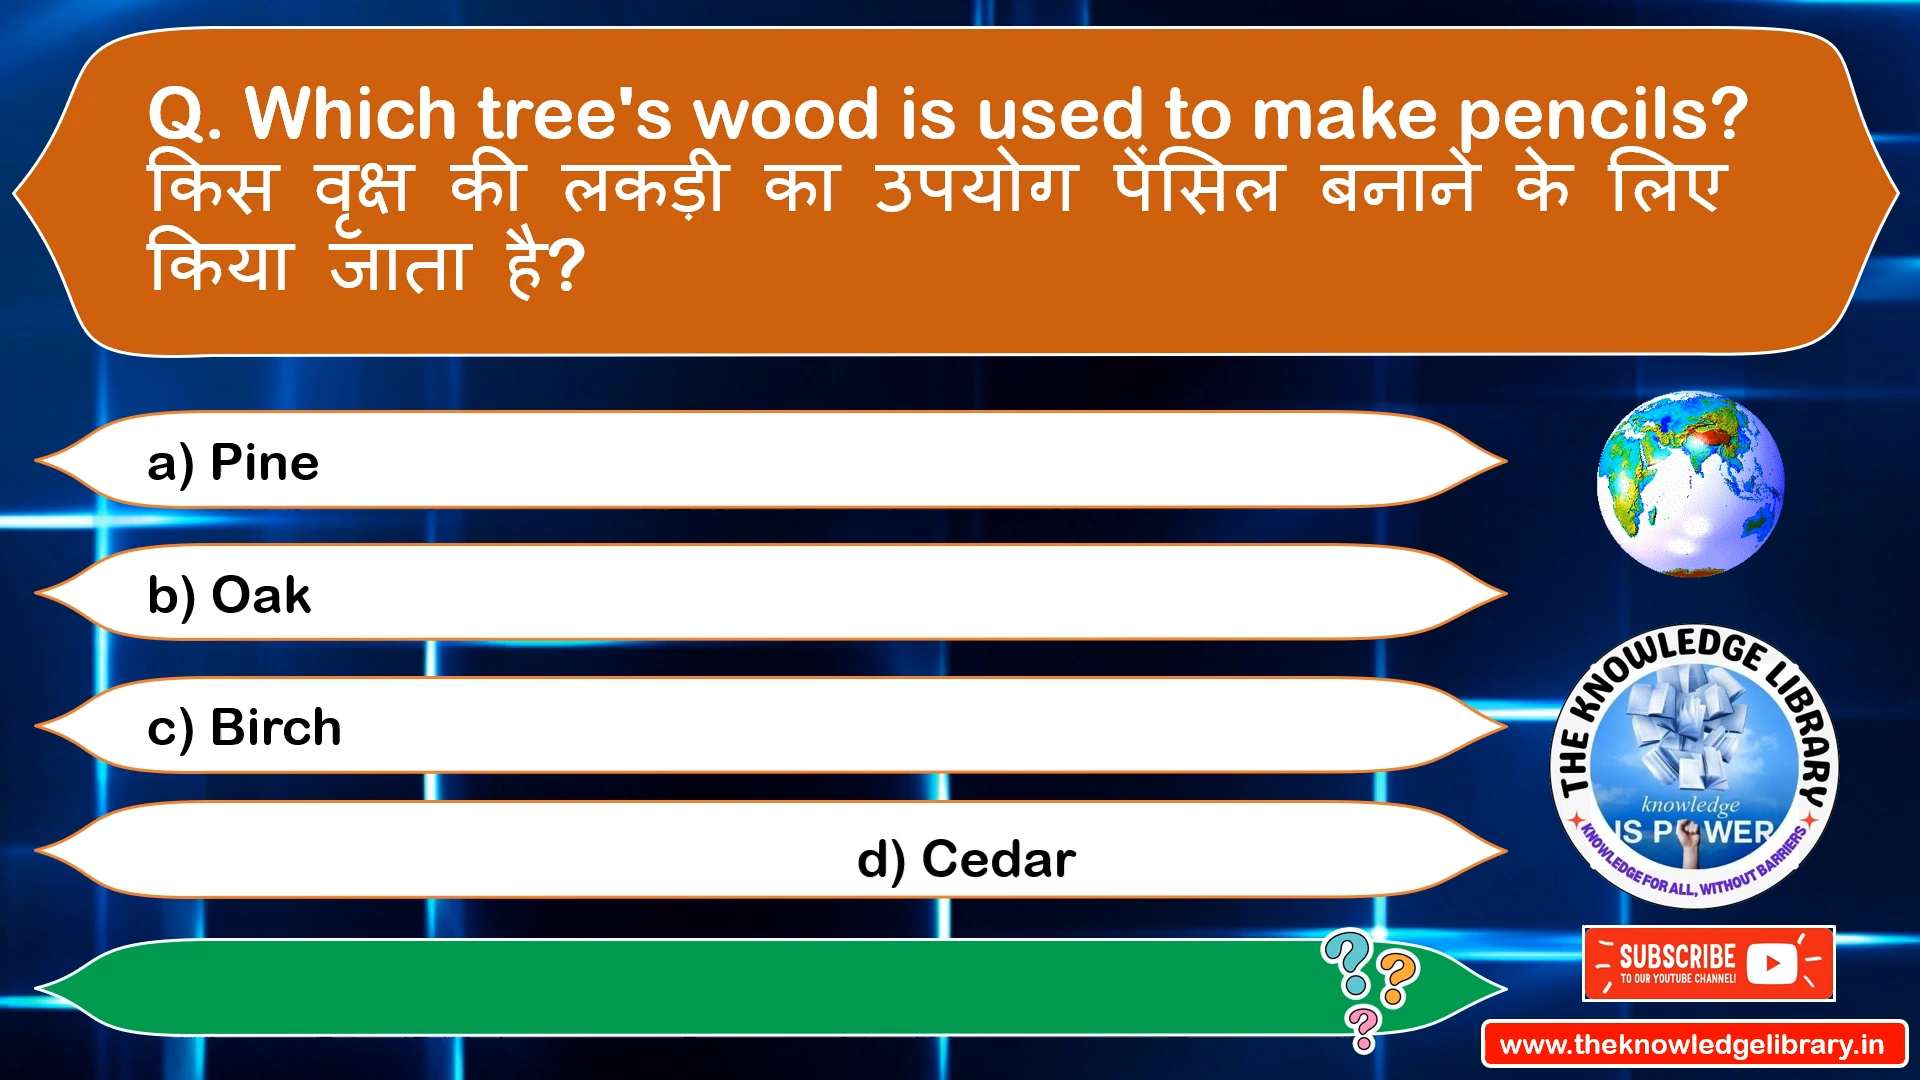 Q. Which tree's wood is used to make pencils?
किस वृक्ष की लकड़ी का उपयोग पेंसिल बनाने के लिए
किया जाता है?
a) Pine
b) Oak
c) Birch
d) Cedar
THE KNOWLEDGE LIBRARY
knowledge
IS POWER
KNOWLEDGE FOR ALL, WITHOUT BARRIERS
SUBSCRIBE
TO OUR YOUTUBE CHANNEL!
www.theknowledgelibrary.in